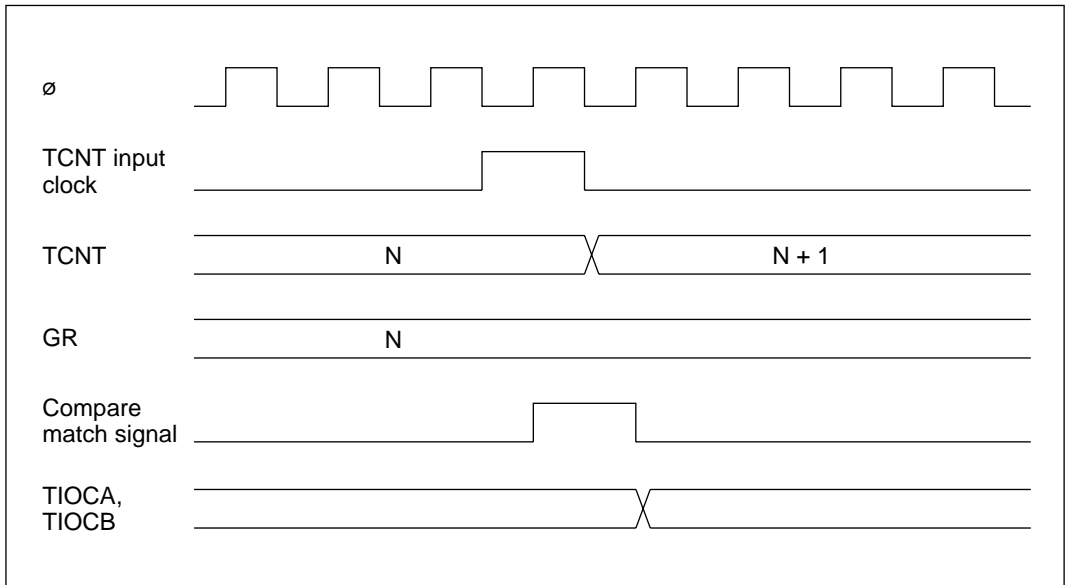 ø
TCNT input
clock
TCNT
N
N + 1
GR
N
Compare
match signal
TIOCA,
TIOCB